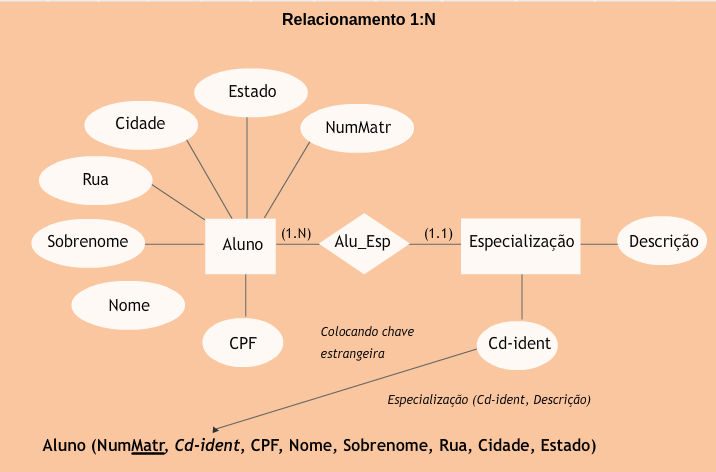 Relacionamento 1:N
Estado
Cidade
NumMatr
Rua
Sobrenome
Aluno
(1.N)
Alu_Esp
(1.1)
Especialização
Descrição
Nome
CPF
Colocando chave
estrangeira
Cd-ident
Especialização (Cd-ident, Descrição)
Aluno (NumMatr, Cd-ident, CPF, Nome, Sobrenome, Rua, Cidade, Estado)